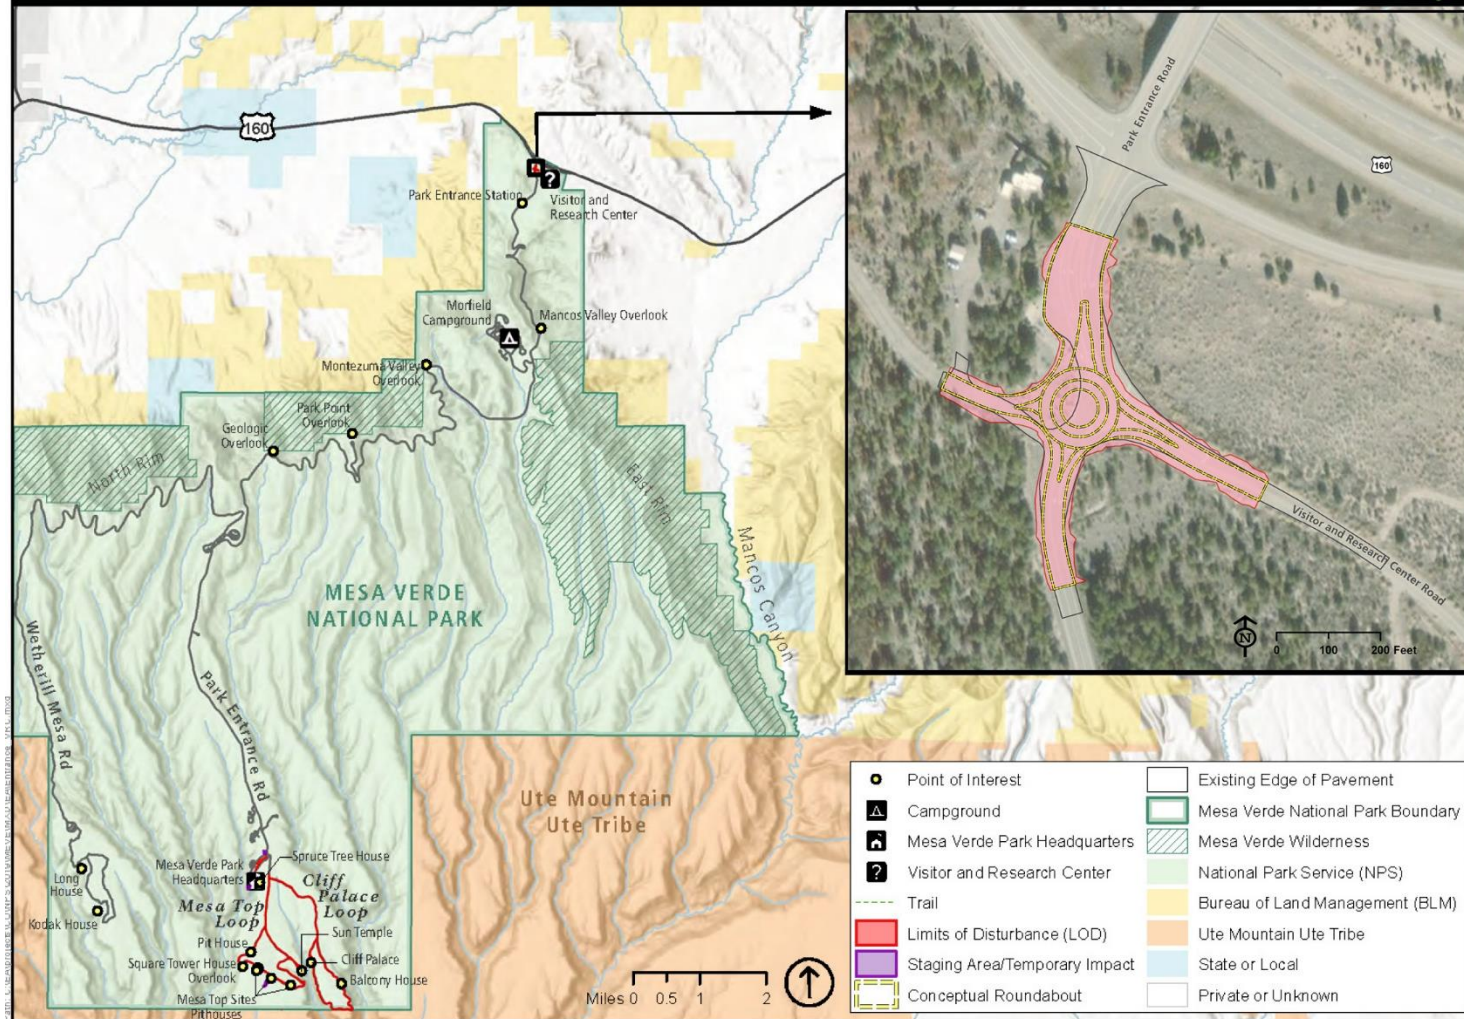 160
Park Entrance Station
Visitor and
Research Center
Morfield
Campground
Mancos Valley Overlook
Montezuma Valley
Overlook
Park Point
Overlook
Geologic
Overlook
North Rim
East Rim
Mancos Canyon
MESA VERDE
NATIONAL PARK
Wetherill Mesa Rd
Park Entrance Rd
Ute Mountain
Ute Tribe
Mesa Verde Park
Headquarters
Spruce Tree House
Long
House
Kodak House
Cliff
Palace
Loop
Mesa Top
Loop
Sun Temple
Pit House
Square Tower House
Overlook
Cliff Palace
Balcony House
Mesa Top Sites
Pithouses
Miles 0 0.5 1 2
Park Entrance Road
160
Visitor and Research Center Road
N
0 100 200 Feet
Point of Interest
Campground
Mesa Verde Park Headquarters
? Visitor and Research Center
Trail
Limits of Disturbance (LOD)
Staging Area/Temporary Impact
Conceptual Roundabout
Existing Edge of Pavement
Mesa Verde National Park Boundary
Mesa Verde Wilderness
National Park Service (NPS)
Bureau of Land Management (BLM)
Ute Mountain Ute Tribe
State or Local
Private or Unknown